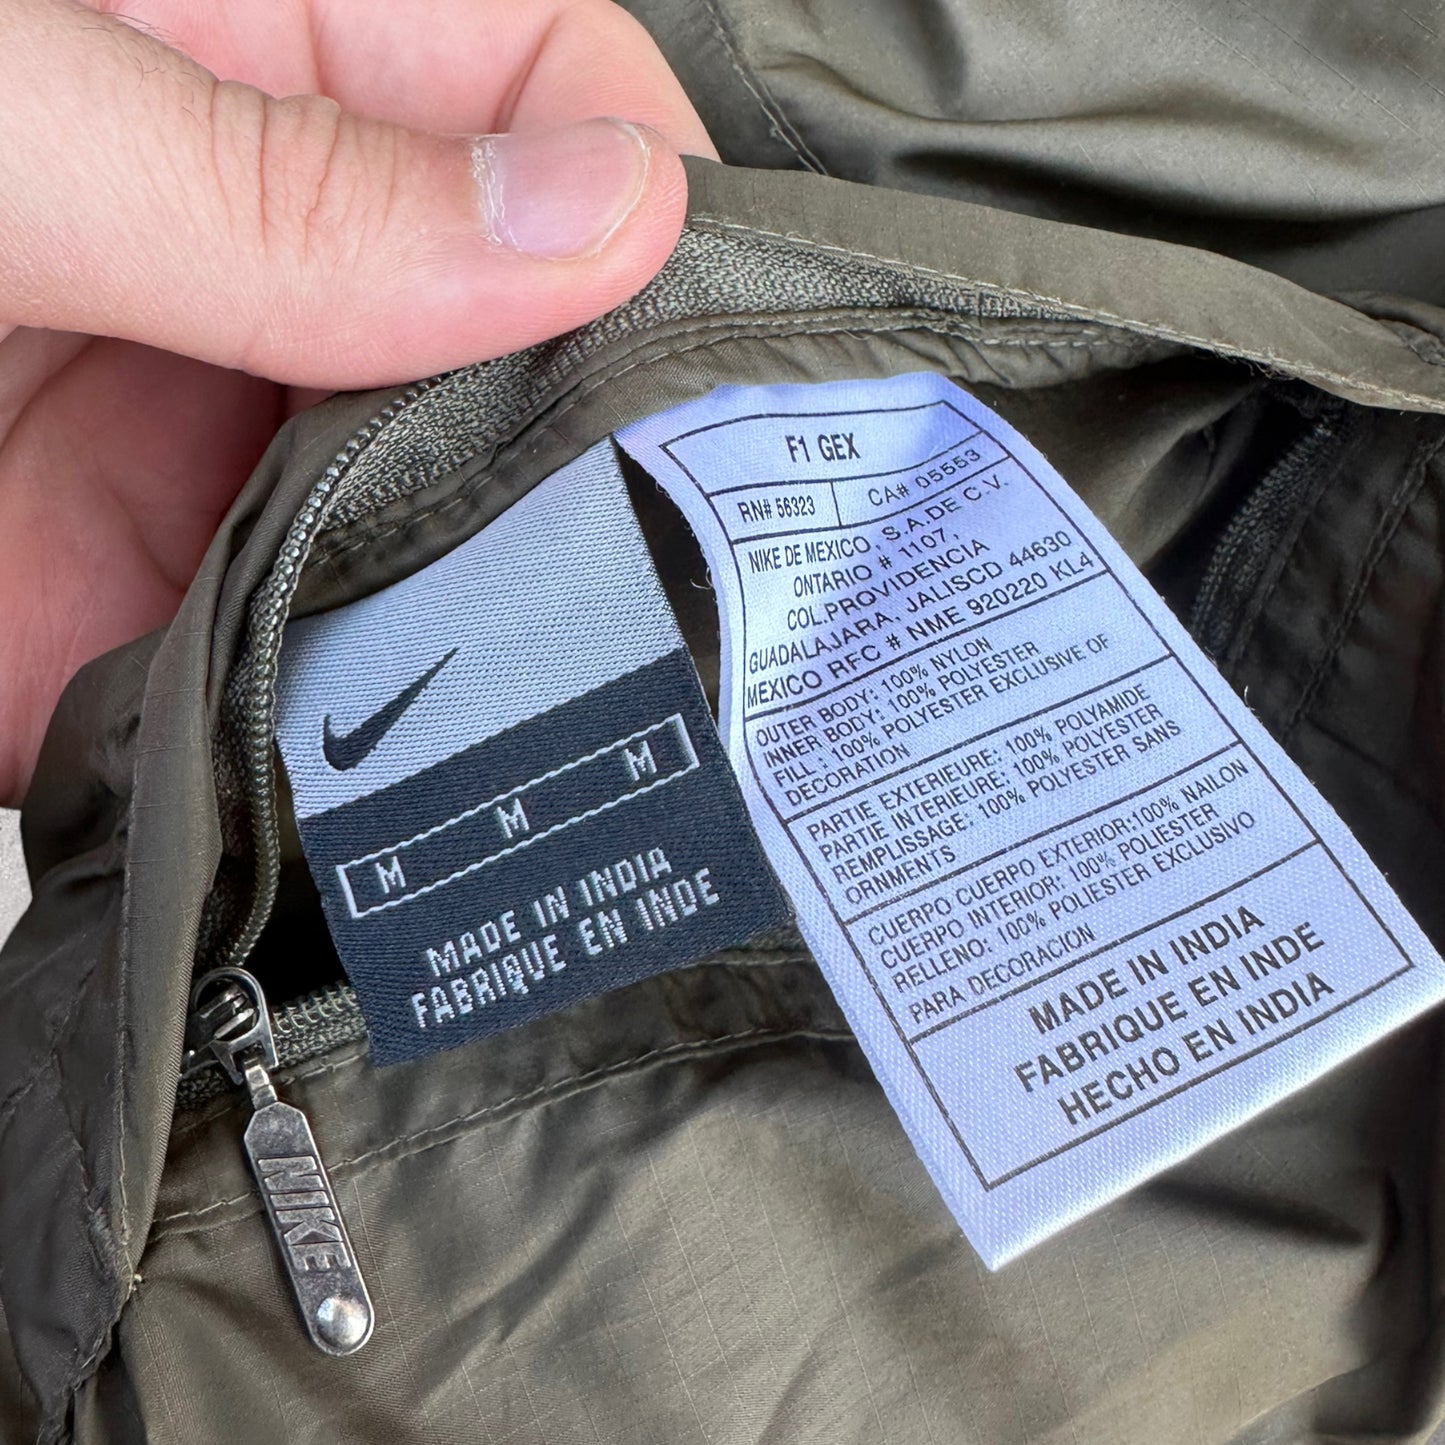 M M M
MADE IN INDIA
FABRIQUE EN INDE
NIKE
F1 GEX
RN# 56323 CA# 05553
NIKE DE MEXICO, S.A.DE C.V.
ONTARIO # 1107,
COL.PROVIDENCIA
GUADALAJARA, JALISCD 44630
MEXICO RFC # NME 920220 KL4
OUTER BODY: 100% NYLON
INNER BODY: 100% POLYESTER
FILL : 100% POLYESTER EXCLUSIVE OF
DECORATION
PARTIE EXTERIEURE: 100% POLYAMIDE
PARTIE INTERIEURE: 100% POLYESTER
REMPLISSAGE: 100% POLYESTER SANS
ORNMENTS
CUERPO CUERPO EXTERIOR:100% NAILON
CUERPO INTERIOR: 100% POLIESTER
RELLENO: 100% POLIESTER EXCLUSIVO
PARA DECORACION
MADE IN INDIA
FABRIQUE EN INDE
HECHO EN INDIA